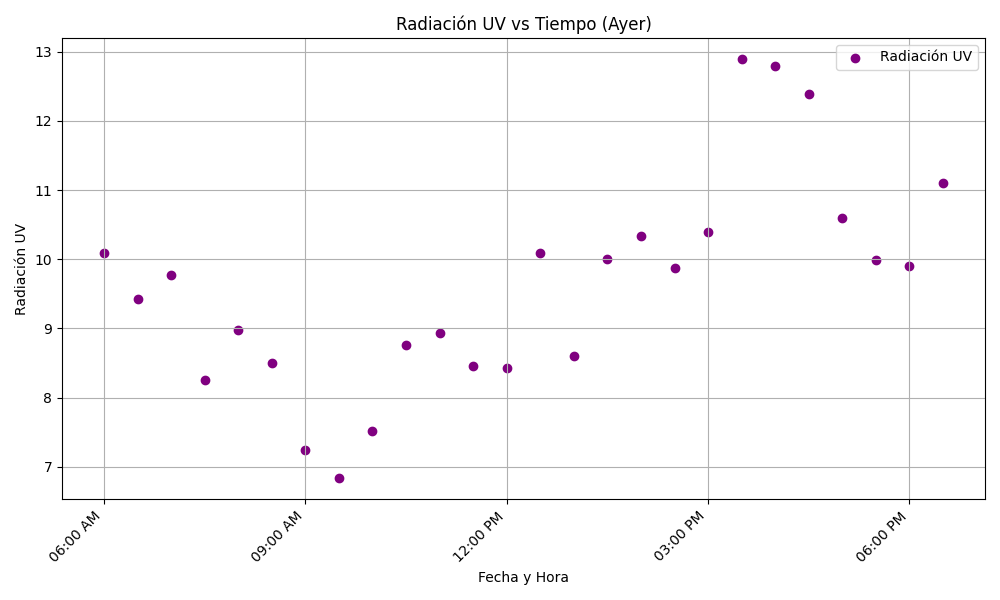 Radiación UV vs Tiempo (Ayer)
Radiación UV
13
12
11
10
9
8
7
Radiación UV
06:00 AM
09:00 AM
12:00 PM
03:00 PM
06:00 PM
Fecha y Hora